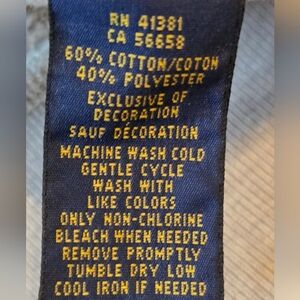 RN 41381
CA 56658
60% COTTON/COTON
40% POLYESTER
EXCLUSIVE OF
DECORATION
SAUF DÉCORATION
MACHINE WASH COLD
GENTLE CYCLE
WASH WITH
LIKE COLORS
ONLY NON-CHLORINE
BLEACH WHEN NEEDED
REMOVE PROMPTLY
TUMBLE DRY LOW
COOL IRON IF NEEDED